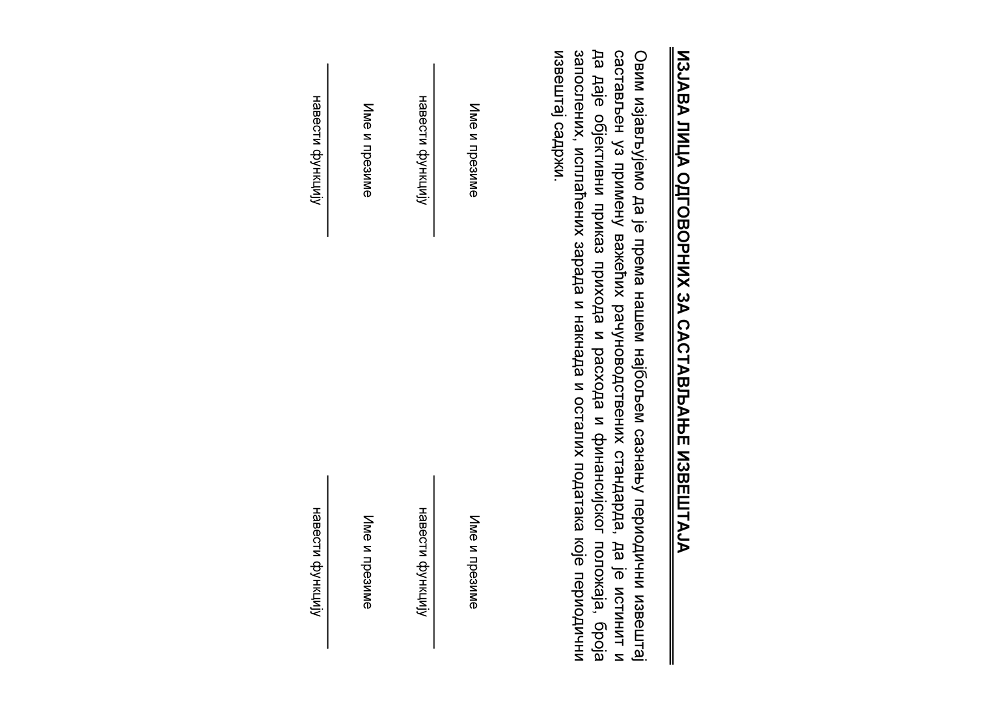 ИЗЈАВА ЛИЦА ОДГОВОРНИХ ЗА САСТАВЉАЊЕ ИЗВЕШТАЈА
Овим изјављујемо да је према нашем најбољем сазнању периодични извештај
састављен уз примену важећих рачуноводствених стандарда, да је истинит и
да даје објективни приказ прихода и расхода и финансијског положаја, броја
запослених, исплаћених зарада и накнада и осталих података које периодични
извештај садржи.
Име и презиме Име и презиме
навести функцију навести функцију
Име и презиме Име и презиме
навести функцију навести функцију